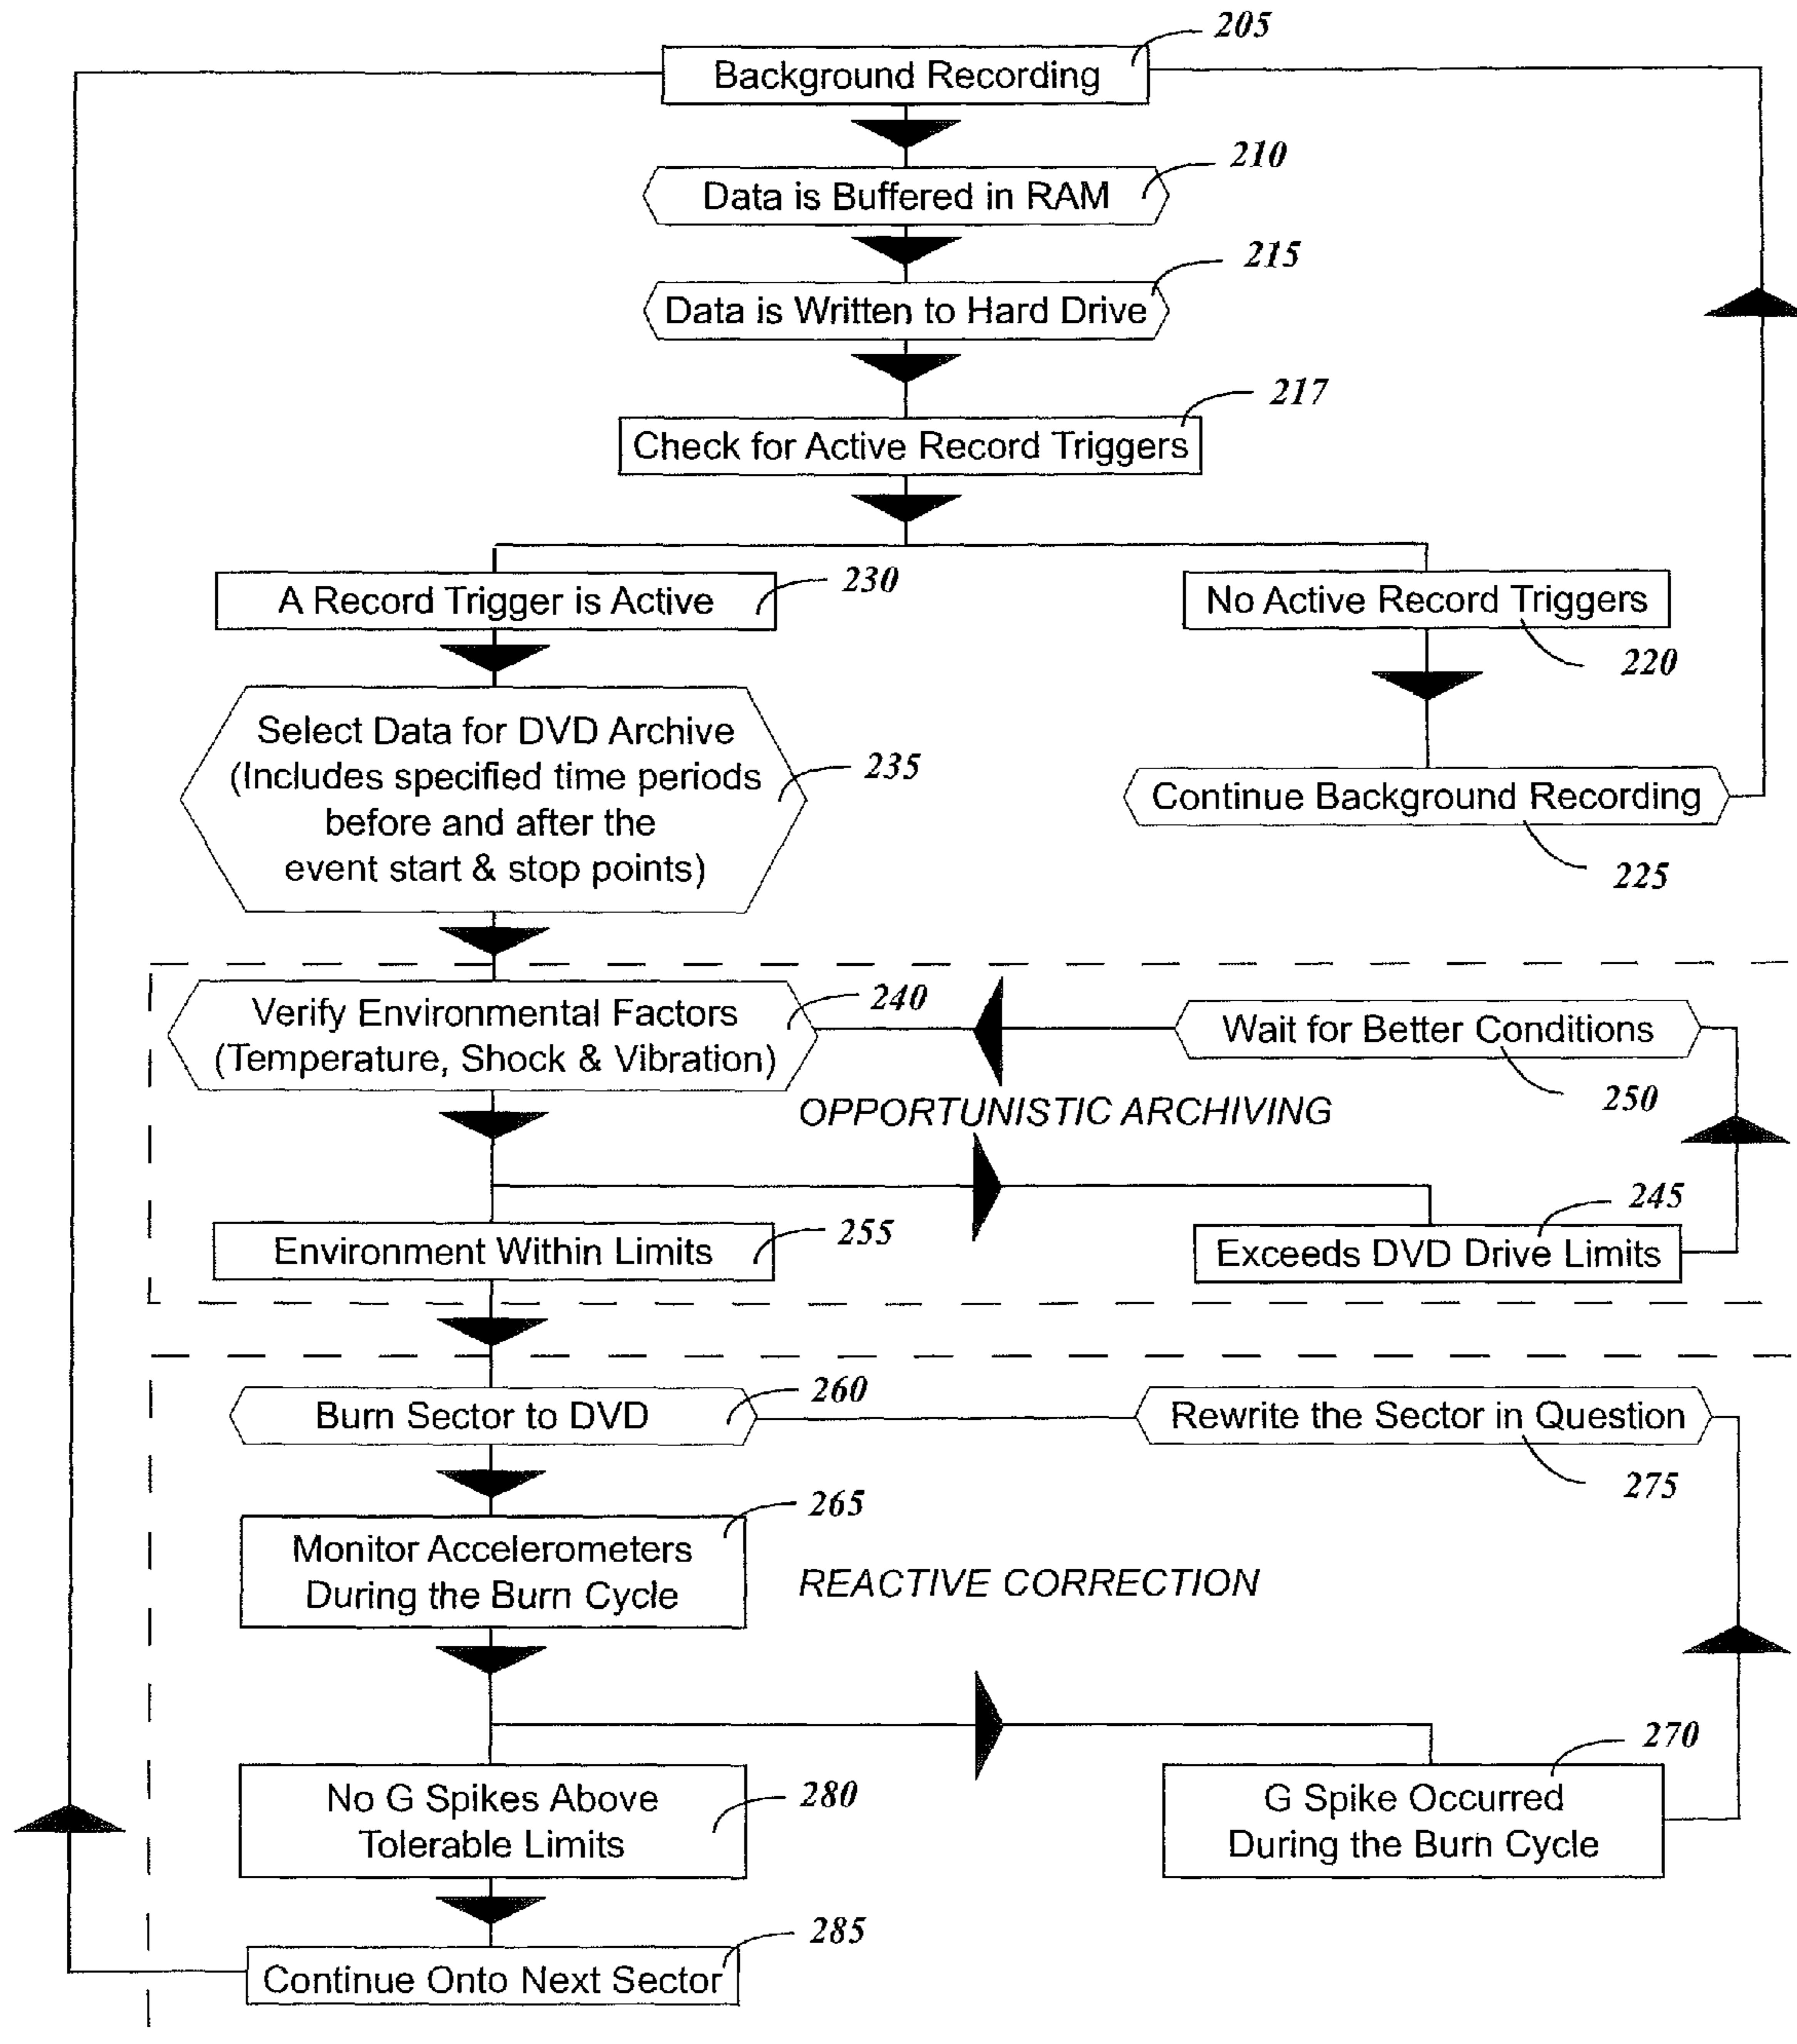 205
Background Recording
210
Data is Buffered in RAM
215
Data is Written to Hard Drive
217
Check for Active Record Triggers
230
A Record Trigger is Active
No Active Record Triggers
220
Select Data for DVD Archive
(Includes specified time periods
before and after the
event start & stop points)
235
Continue Background Recording
225
240
Verify Environmental Factors
(Temperature, Shock & Vibration)
Wait for Better Conditions
250
OPPORTUNISTIC ARCHIVING
245
255
Environment Within Limits
Exceeds DVD Drive Limits
260
Burn Sector to DVD
Rewrite the Sector in Question
275
265
Monitor Accelerometers
During the Burn Cycle
REACTIVE CORRECTION
270
No G Spikes Above
Tolerable Limits
280
G Spike Occurred
During the Burn Cycle
285
Continue Onto Next Sector